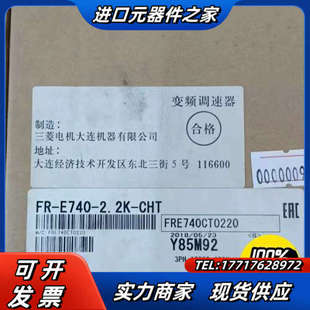 进口元器件之家
变频调速器
合格
制造：
三菱电机大连机器有限公司
地址：
大连经济技术开发区东北三街5号 116600
FR-E740-2.2K-CHT
FRE740CT0220
EAC
2018/05/23
Y85M92
100%
可开发票
TEL:17717628972
实力商家 现货供应